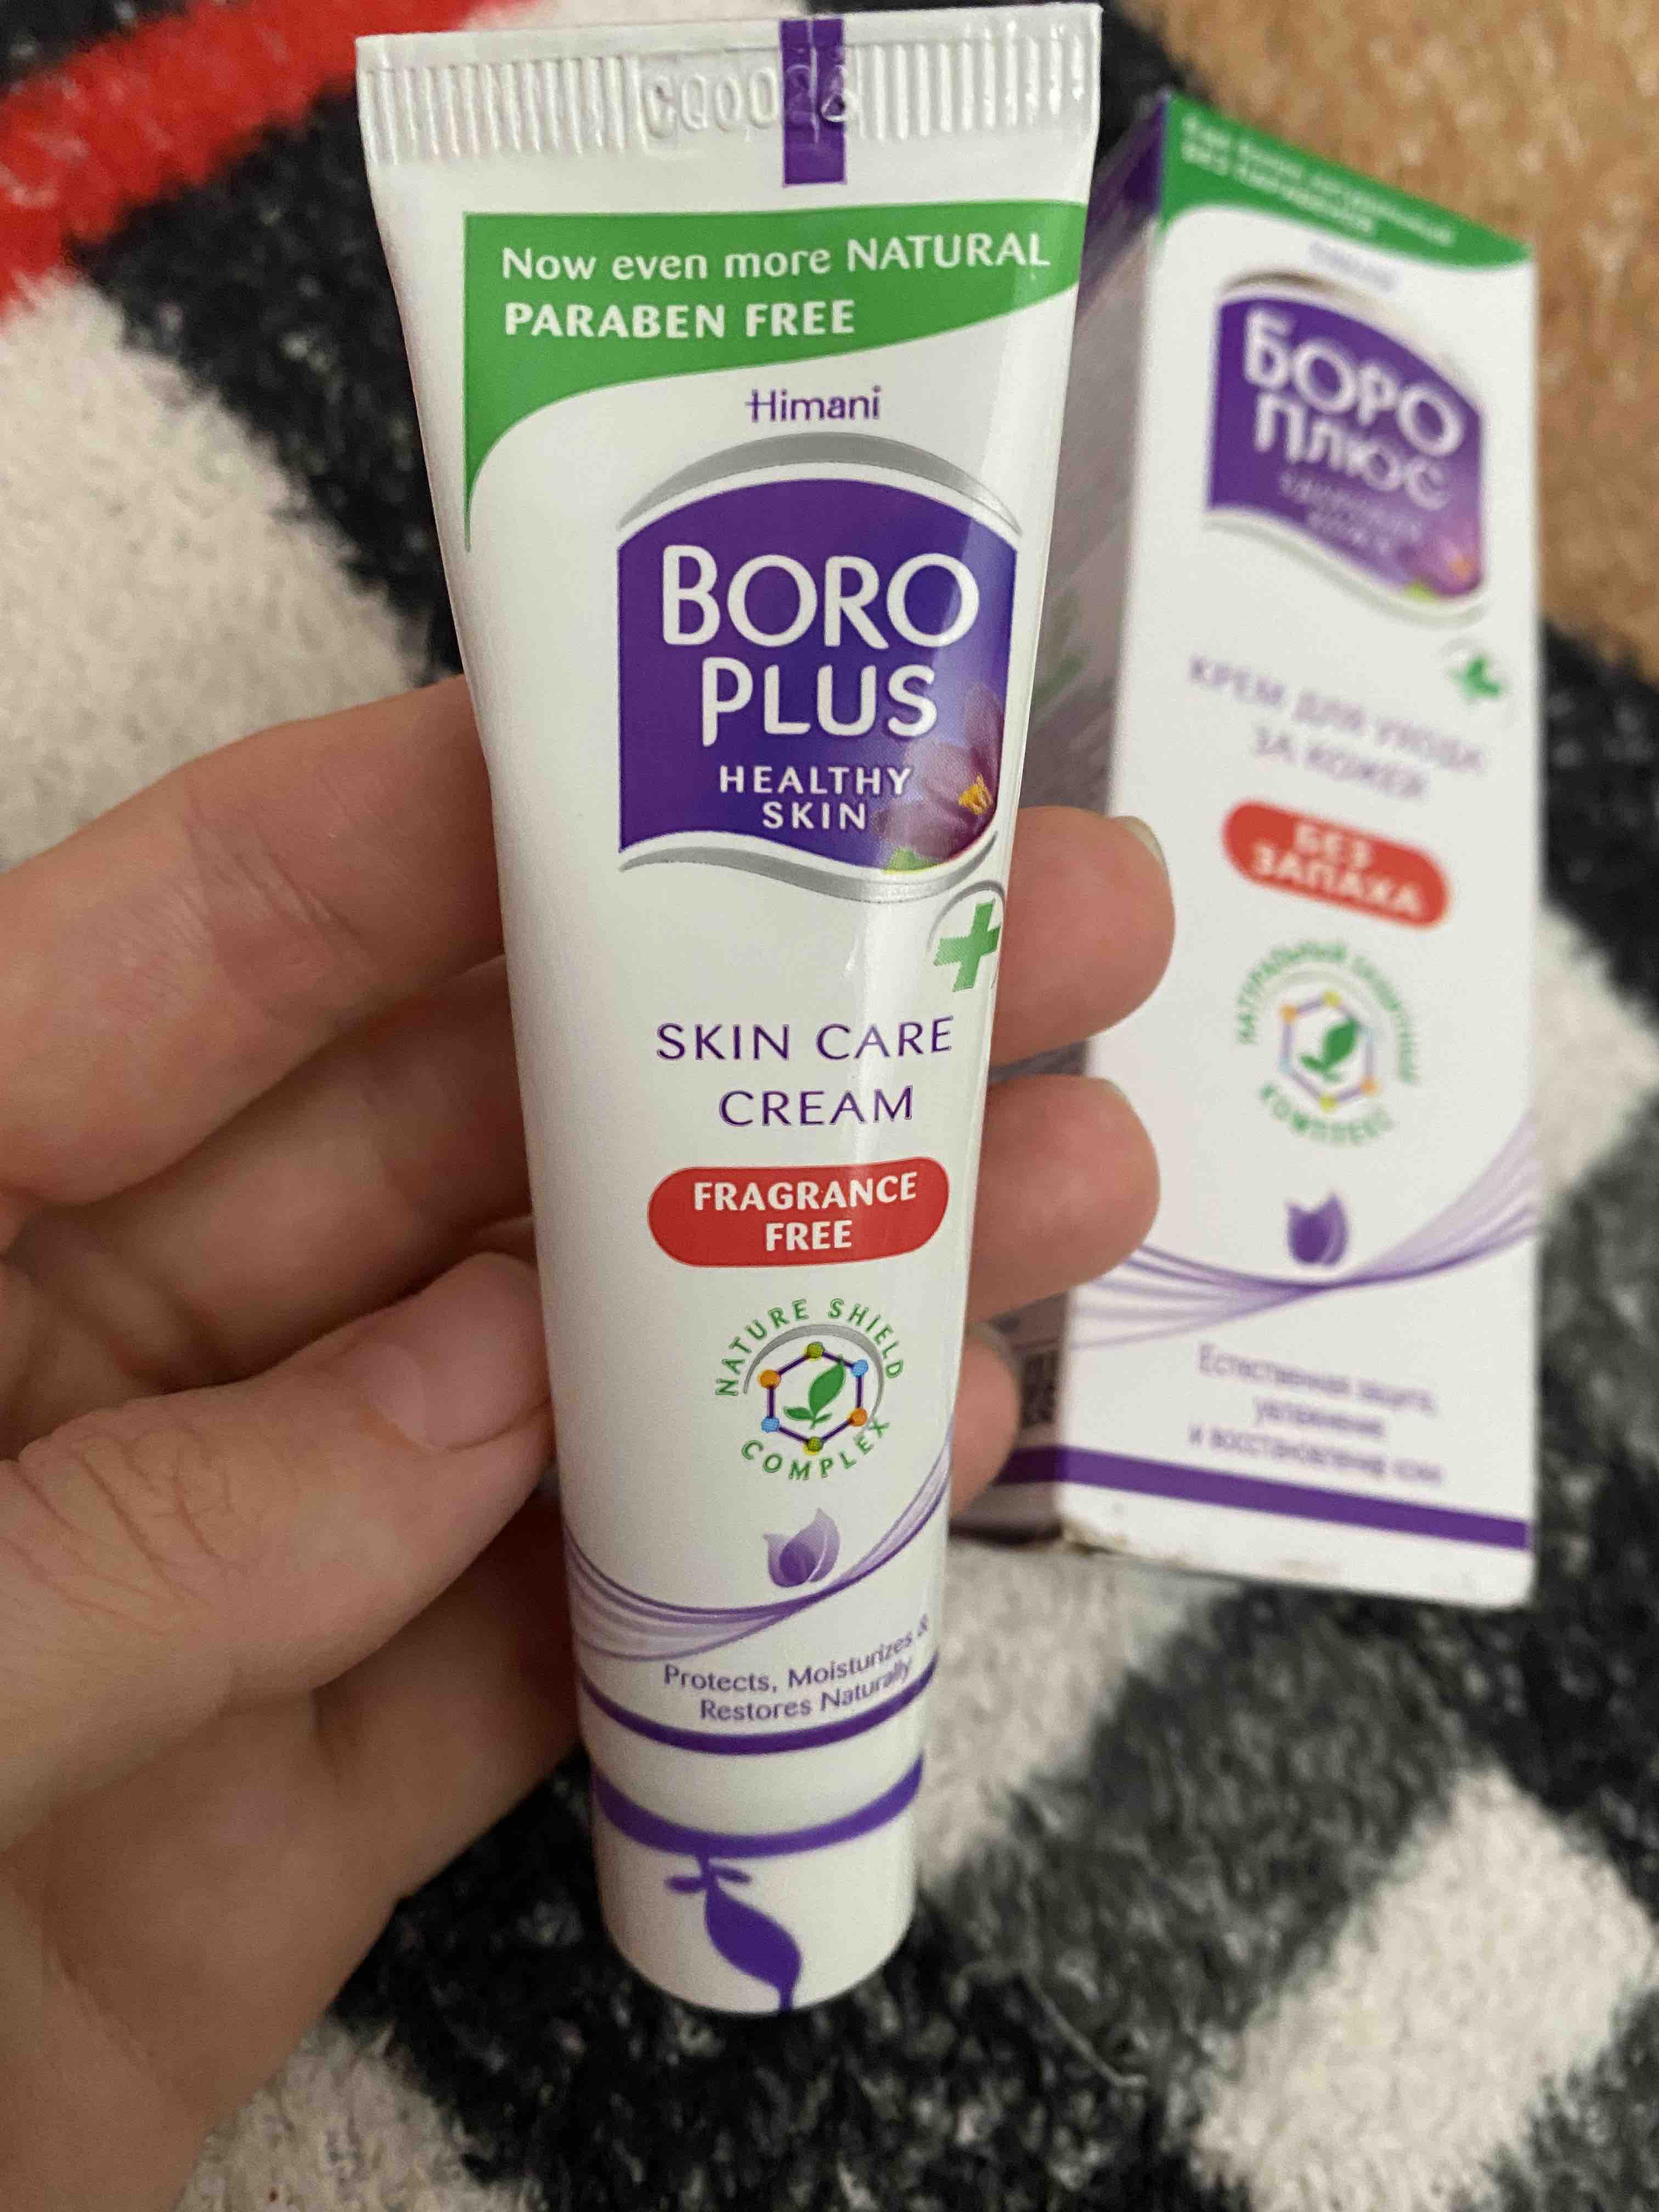 Now even more NATURAL
PARABEN FREE
Himani
BORO
PLUS
HEALTHY
SKIN
SKIN CARE
CREAM
FRAGRANCE
FREE
NATURE SHIELD
COMPLEX
Protects, Moisturizes &
Restores Naturally
БОРО
ПЛЮС
КРЕМ ДЛЯ УХОДА
ЗА КОЖЕЙ
БЕЗ
ЗАПАХА
НАТУРАЛЬНЫЙ ЗАЩИТНЫЙ
КОМПЛЕКС
Естественная защита,
увлажнение
и восстановление кожи